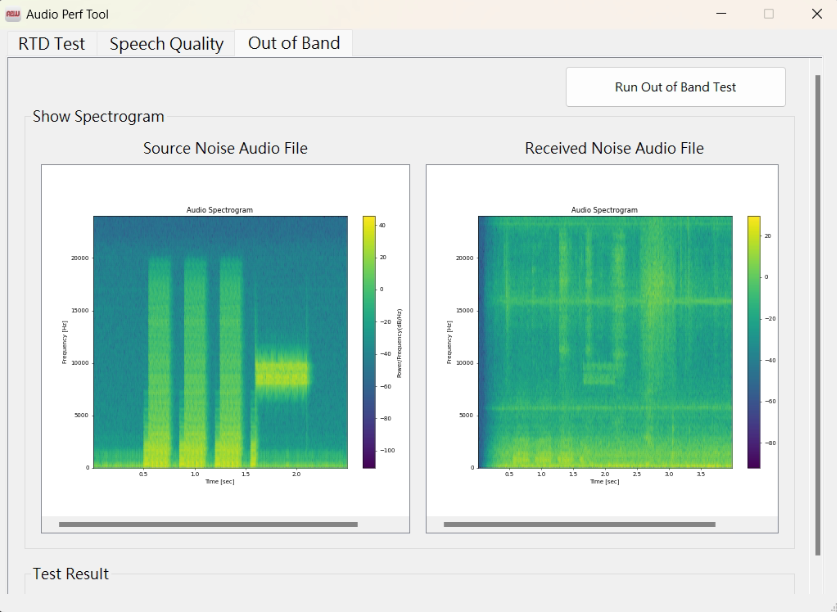 ASUS Audio Perf Tool
RTD Test Speech Quality Out of Band
Run Out of Band Test
Show Spectrogram
Source Noise Audio File Received Noise Audio File
Audio Spectrogram
40
20
0
−20
−40
−60
−80
−100
Power/Frequency(dB/Hz)
20000
15000
10000
5000
0
Frequency [Hz]
0.5 1.0 1.5 2.0
Time [sec]
Audio Spectrogram
20
0
−20
−40
−60
−80
20000
15000
10000
5000
0
Frequency [Hz]
0.5 1.0 1.5 2.0 2.5 3.0 3.5
Time [sec]
Test Result